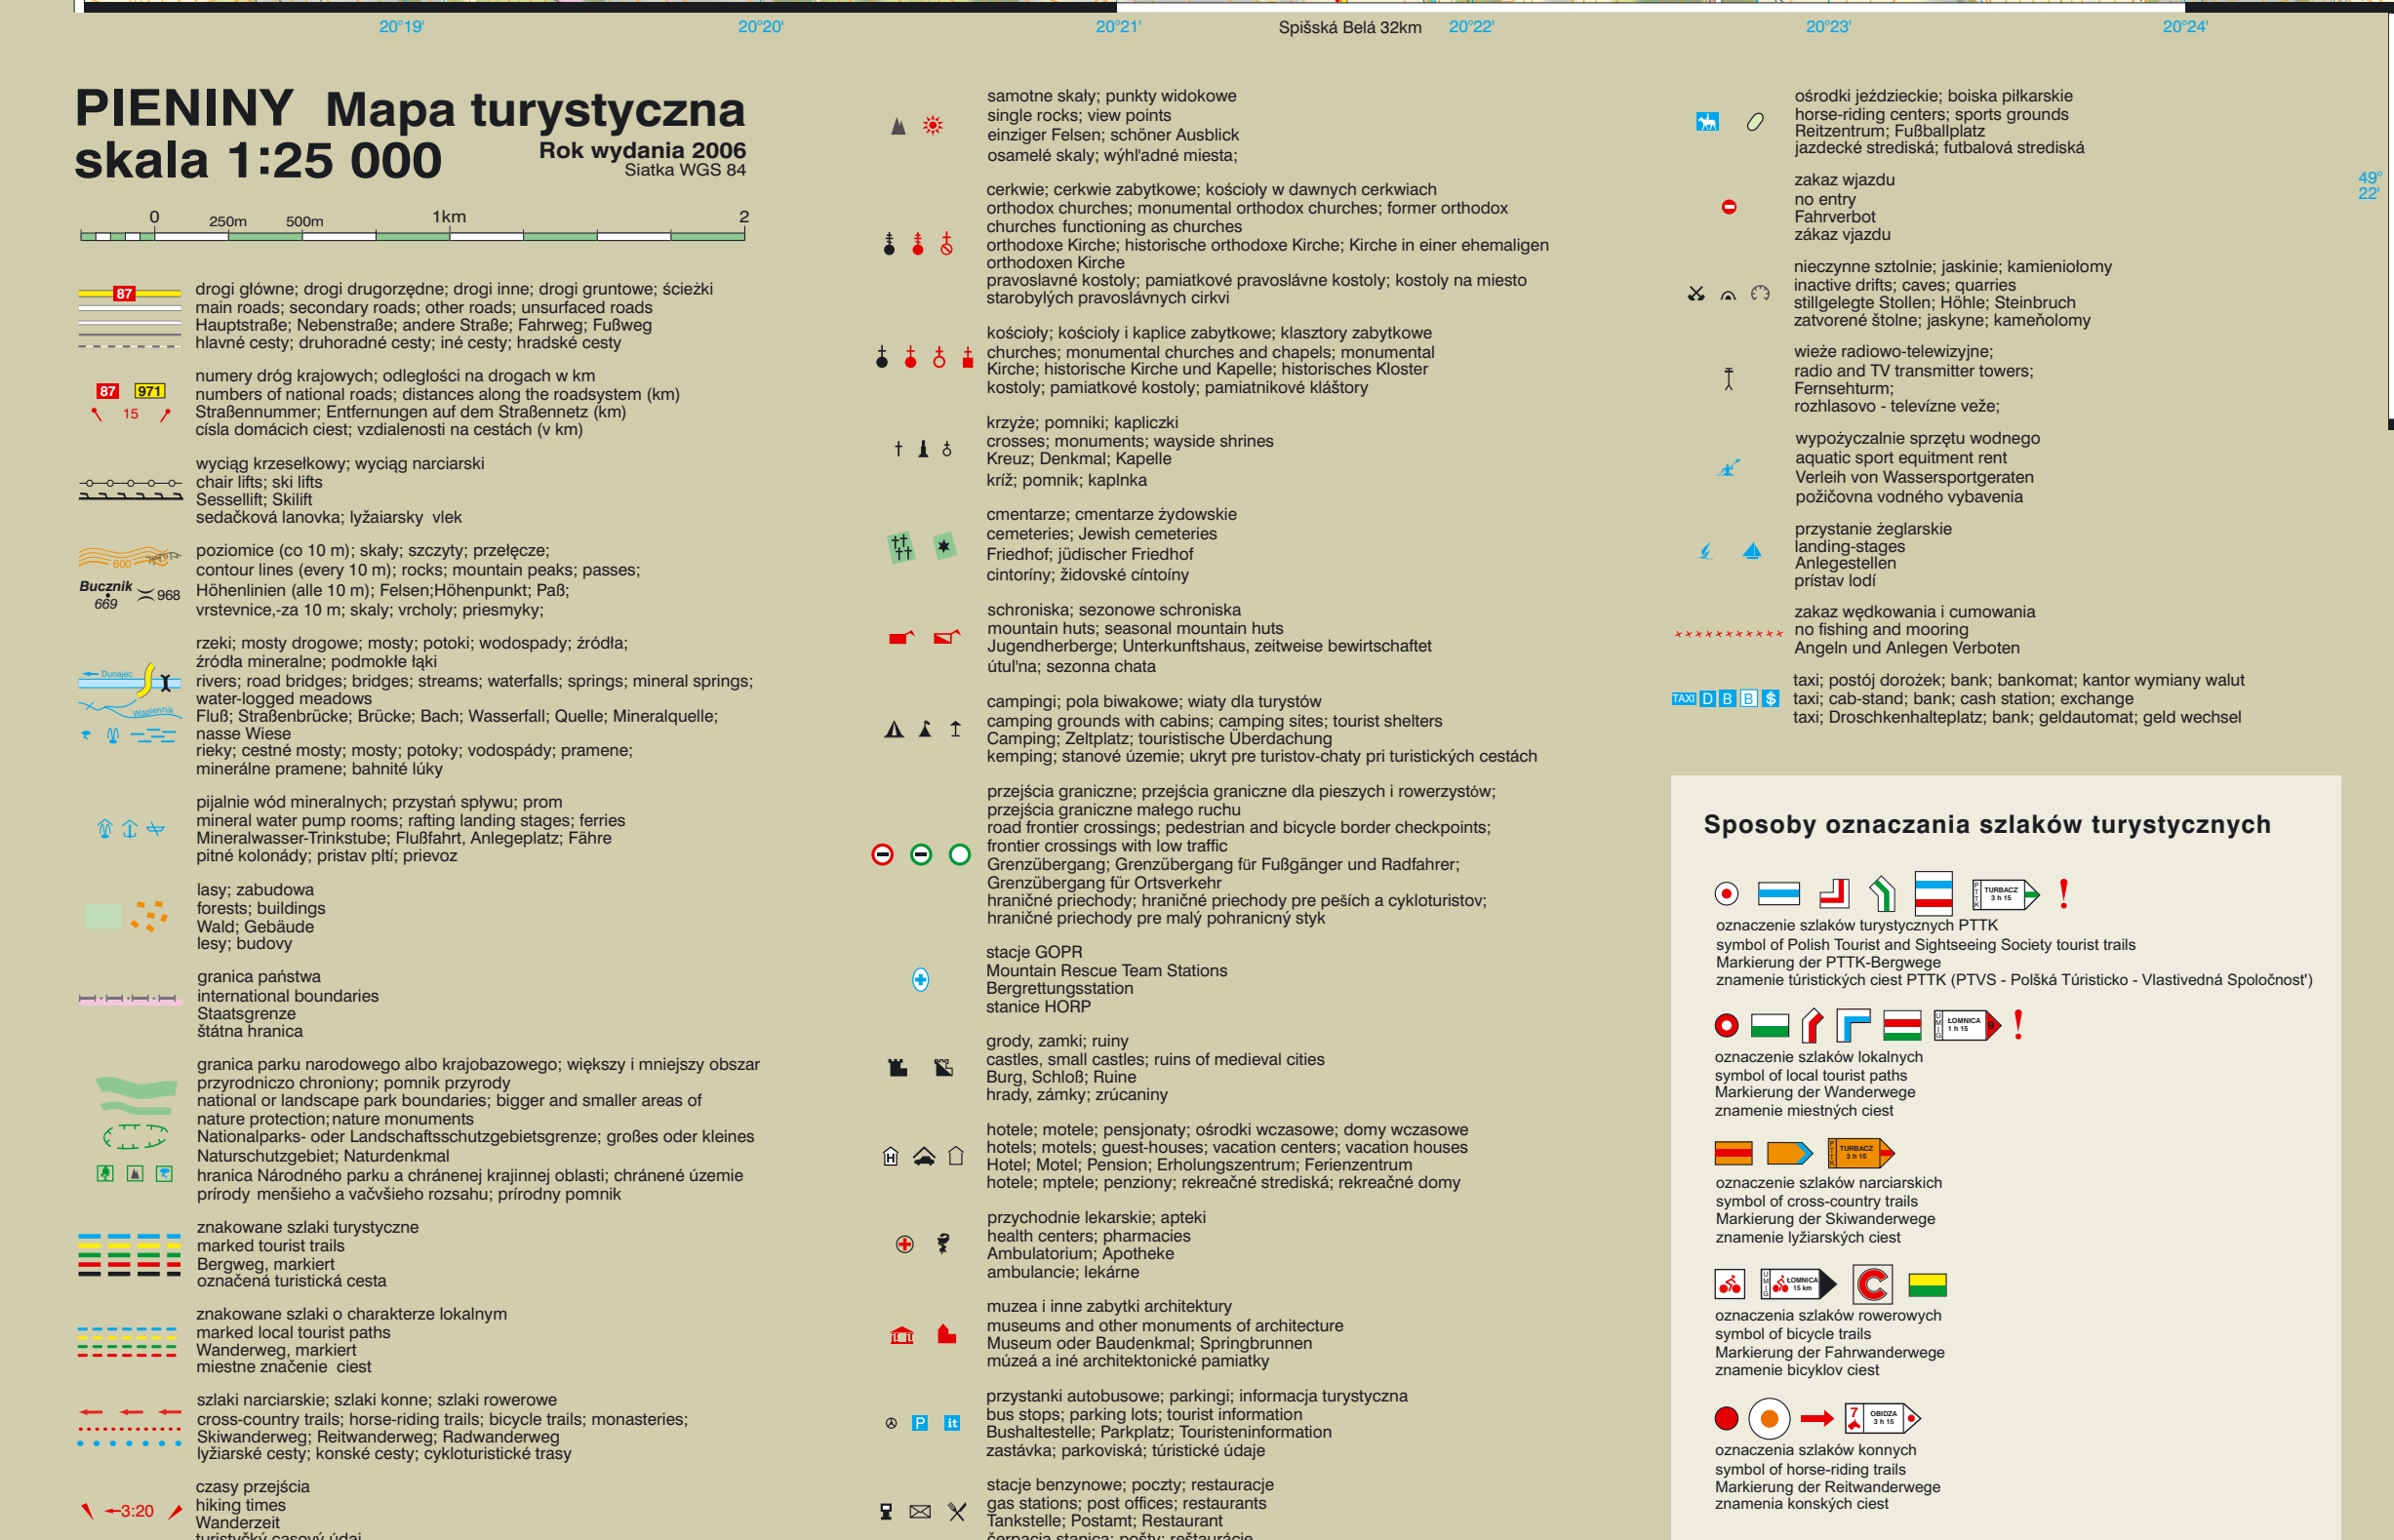 20°19'
20°20'
20°21'
Spišská Belá 32km
20°22'
20°23'
20°24'
49°
22'
PIENINY Mapa turystyczna
skala 1:25 000
Rok wydania 2006
Siatka WGS 84
0 250m 500m 1km 2
87
drogi główne; drogi drugorzędne; drogi inne; drogi gruntowe; ścieżki
main roads; secondary roads; other roads; unsurfaced roads
Hauptstraße; Nebenstraße; andere Straße; Fahrweg; Fußweg
hlavné cesty; druhoradné cesty; iné cesty; hradské cesty
87 971
15
numery dróg krajowych; odległości na drogach w km
numbers of national roads; distances along the roadsystem (km)
Straßennummer; Entfernungen auf dem Straßennetz (km)
císla domácich ciest; vzdialenosti na cestách (v km)
wyciąg krzesełkowy; wyciąg narciarski
chair lifts; ski lifts
Sessellift; Skilift
sedačková lanovka; lyžaiarsky vlek
600
Bucznik
669
968
poziomice (co 10 m); skały; szczyty; przełęcze;
contour lines (every 10 m); rocks; mountain peaks; passes;
Höhenlinien (alle 10 m); Felsen;Höhenpunkt; Paß;
vrstevnice,-za 10 m; skaly; vrcholy; priesmyky;
Dunajec
Wapiennik
rzeki; mosty drogowe; mosty; potoki; wodospady; źródła;
źródła mineralne; podmokłe łąki
rivers; road bridges; bridges; streams; waterfalls; springs; mineral springs;
water-logged meadows
Fluß; Straßenbrücke; Brücke; Bach; Wasserfall; Quelle; Mineralquelle;
nasse Wiese
rieky; cestné mosty; mosty; potoky; vodospády; pramene;
minerálne pramene; bahnité lúky
pijalnie wód mineralnych; przystań spływu; prom
mineral water pump rooms; rafting landing stages; ferries
Mineralwasser-Trinkstube; Flußfahrt, Anlegeplatz; Fähre
pitné kolonády; pristav pltí; prievoz
lasy; zabudowa
forests; buildings
Wald; Gebäude
lesy; budovy
granica państwa
international boundaries
Staatsgrenze
štátna hranica
granica parku narodowego albo krajobazowego; większy i mniejszy obszar
przyrodniczo chroniony; pomnik przyrody
national or landscape park boundaries; bigger and smaller areas of
nature protection; nature monuments
Nationalparks- oder Landschaftsschutzgebietsgrenze; großes oder kleines
Naturschutzgebiet; Naturdenkmal
hranica Národného parku a chránenej krajinnej oblasti; chránené územie
prírody menšieho a vačvšieho rozsahu; prírodny pomnik
znakowane szlaki turystyczne
marked tourist trails
Bergweg, markiert
označená turistická cesta
znakowane szlaki o charakterze lokalnym
marked local tourist paths
Wanderweg, markiert
miestne značenie ciest
szlaki narciarskie; szlaki konne; szlaki rowerowe
cross-country trails; horse-riding trails; bicycle trails; monasteries;
Skiwanderweg; Reitwanderweg; Radwanderweg
lyžiarské cesty; konské cesty; cykloturistické trasy
3:20
czasy przejścia
hiking times
Wanderzeit
turistyčký casový údaj
samotne skały; punkty widokowe
single rocks; view points
einziger Felsen; schöner Ausblick
osamelé skaly; wýhl'adné miesta;
cerkwie; cerkwie zabytkowe; kościoły w dawnych cerkwiach
orthodox churches; monumental orthodox churches; former orthodox
churches functioning as churches
orthodoxe Kirche; historische orthodoxe Kirche; Kirche in einer ehemaligen
orthodoxen Kirche
pravoslavné kostoly; pamiatkové pravoslávne kostoly; kostoly na miesto
starobylých pravoslávnych cirkvi
kościoły; kościoły i kaplice zabytkowe; klasztory zabytkowe
churches; monumental churches and chapels; monumental
Kirche; historische Kirche und Kapelle; historisches Kloster
kostoly; pamiatkové kostoly; pamiatnikové kláštory
krzyże; pomniki; kapliczki
crosses; monuments; wayside shrines
Kreuz; Denkmal; Kapelle
kríž; pomnik; kaplnka
cmentarze; cmentarze żydowskie
cemeteries; Jewish cemeteries
Friedhof; jüdischer Friedhof
cintoríny; židovské cíntoíny
schroniska; sezonowe schroniska
mountain huts; seasonal mountain huts
Jugendherberge; Unterkunftshaus, zeitweise bewirtschaftet
útul'na; sezonna chata
campingi; pola biwakowe; wiaty dla turystów
camping grounds with cabins; camping sites; tourist shelters
Camping; Zeltplatz; touristische Überdachung
kemping; stanové územie; ukryt pre turistov-chaty pri turistických cestách
przejścia graniczne; przejścia graniczne dla pieszych i rowerzystów;
przejścia graniczne małego ruchu
road frontier crossings; pedestrian and bicycle border checkpoints;
frontier crossings with low traffic
Grenzübergang; Grenzübergang für Fußgänger und Radfahrer;
Grenzübergang für Ortsverkehr
hraničné priechody; hraničné priechody pre peších a cykloturistov;
hraničné priechody pre malý pohranicný styk
stacje GOPR
Mountain Rescue Team Stations
Bergrettungsstation
stanice HORP
grody, zamki; ruiny
castles, small castles; ruins of medieval cities
Burg, Schloß; Ruine
hrady, zámky; zrúcaniny
H
hotele; motele; pensjonaty; ośrodki wczasowe; domy wczasowe
hotels; motels; guest-houses; vacation centers; vacation houses
Hotel; Motel; Pension; Erholungszentrum; Ferienzentrum
hotele; mptele; penziony; rekreačné strediská; rekreačné domy
przychodnie lekarskie; apteki
health centers; pharmacies
Ambulatorium; Apotheke
ambulancie; lekárne
muzea i inne zabytki architektury
museums and other monuments of architecture
Museum oder Baudenkmal; Springbrunnen
múzeá a iné architektonické pamiatky
P it
przystanki autobusowe; parkingi; informacja turystyczna
bus stops; parking lots; tourist information
Bushaltestelle; Parkplatz; Touristeninformation
zastávka; parkoviská; túristické údaje
stacje benzynowe; poczty; restauracje
gas stations; post offices; restaurants
Tankstelle; Postamt; Restaurant
čerpacia stanica; pošty; reštaurácie
ośrodki jeździeckie; boiska piłkarskie
horse-riding centers; sports grounds
Reitzentrum; Fußballplatz
jazdecké strediská; futbalová strediská
zakaz wjazdu
no entry
Fahrverbot
zákaz vjazdu
nieczynne sztolnie; jaskinie; kamieniołomy
inactive drifts; caves; quarries
stillgelegte Stollen; Höhle; Steinbruch
zatvorené štolne; jaskyne; kameňolomy
wieże radiowo-telewizyjne;
radio and TV transmitter towers;
Fernsehturm;
rozhlasovo - televízne veže;
wypożyczalnie sprzętu wodnego
aquatic sport equitment rent
Verleih von Wassersportgeraten
požičovna vodného vybavenia
przystanie żeglarskie
landing-stages
Anlegestellen
prístav lodí
zakaz wędkowania i cumowania
no fishing and mooring
Angeln und Anlegen Verboten
TAXI D B B $
taxi; postój dorożek; bank; bankomat; kantor wymiany walut
taxi; cab-stand; bank; cash station; exchange
taxi; Droschkenhalteplatz; bank; geldautomat; geld wechsel
Sposoby oznaczania szlaków turystycznych
PTTK TURBACZ
3 h 15
!
oznaczenie szlaków turystycznych PTTK
symbol of Polish Tourist and Sightseeing Society tourist trails
Markierung der PTTK-Bergwege
znamenie túristických ciest PTTK (PTVS - Polšká Túristicko - Vlastivedná Spoločnosť)
UMiG ŁOMNICA
1 h 15
9
!
oznaczenie szlaków lokalnych
symbol of local tourist paths
Markierung der Wanderwege
znamenie miestných ciest
PTTK TURBACZ
3 h 15
oznaczenie szlaków narciarskich
symbol of cross-country trails
Markierung der Skiwanderwege
znamenie lyžiarských ciest
UMiG ŁOMNICA
15 km
C
oznaczenia szlaków rowerowych
symbol of bicycle trails
Markierung der Fahrwanderwege
znamenie bicyklov ciest
7 OBIDZA
3 h 15
oznaczenia szlaków konnych
symbol of horse-riding trails
Markierung der Reitwanderwege
znamenia konských ciest